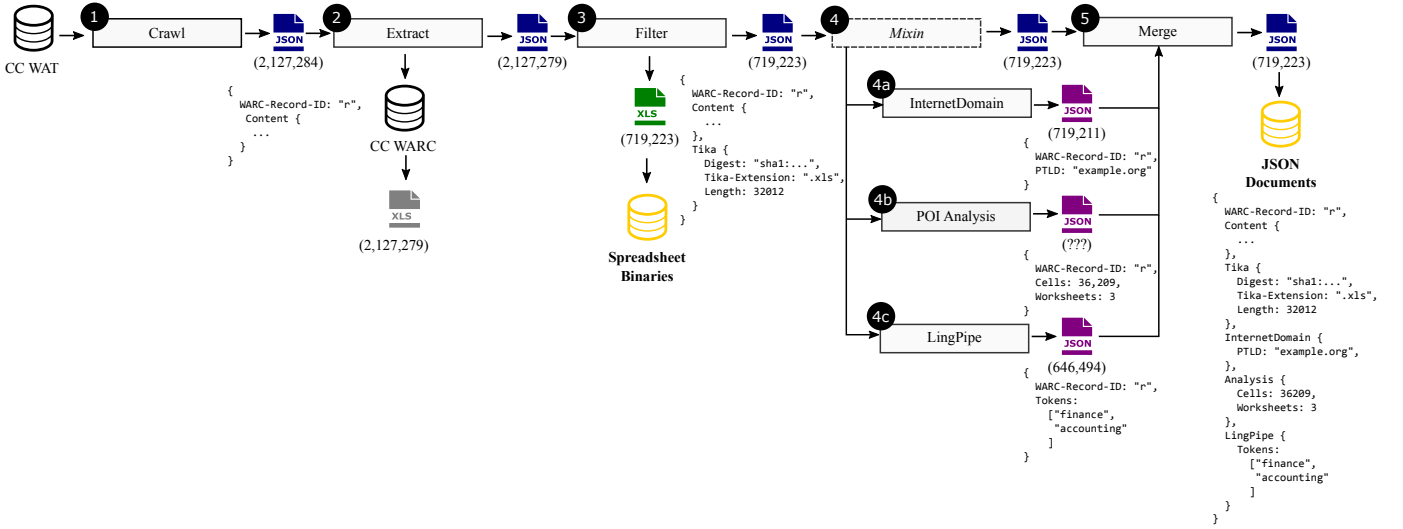 1
Crawl
CC WAT
JSON
(2,127,284)
{
WARC-Record-ID: "r",
Content {
...
}
}
2
Extract
CC WARC
XLS
(2,127,279)
JSON
(2,127,279)
3
Filter
XLS
(719,223)
Spreadsheet
Binaries
JSON
(719,223)
{
WARC-Record-ID: "r",
Content {
...
},
Tika {
Digest: "sha1:...",
Tika-Extension: ".xls",
Length: 32012
}
}
4
Mixin
JSON
(719,223)
4a
InternetDomain
JSON
(719,211)
{
WARC-Record-ID: "r",
PTLD: "example.org"
}
4b
POI Analysis
JSON
(???)
{
WARC-Record-ID: "r",
Cells: 36,209,
Worksheets: 3
}
4c
LingPipe
JSON
(646,494)
{
WARC-Record-ID: "r",
Tokens:
["finance",
"accounting"
]
}
5
Merge
JSON
(719,223)
JSON
Documents
{
WARC-Record-ID: "r",
Content {
...
},
Tika {
Digest: "sha1:...",
Tika-Extension: ".xls",
Length: 32012
},
InternetDomain {
PTLD: "example.org",
},
Analysis {
Cells: 36209,
Worksheets: 3
},
LingPipe {
Tokens:
["finance",
"accounting"
]
}
}